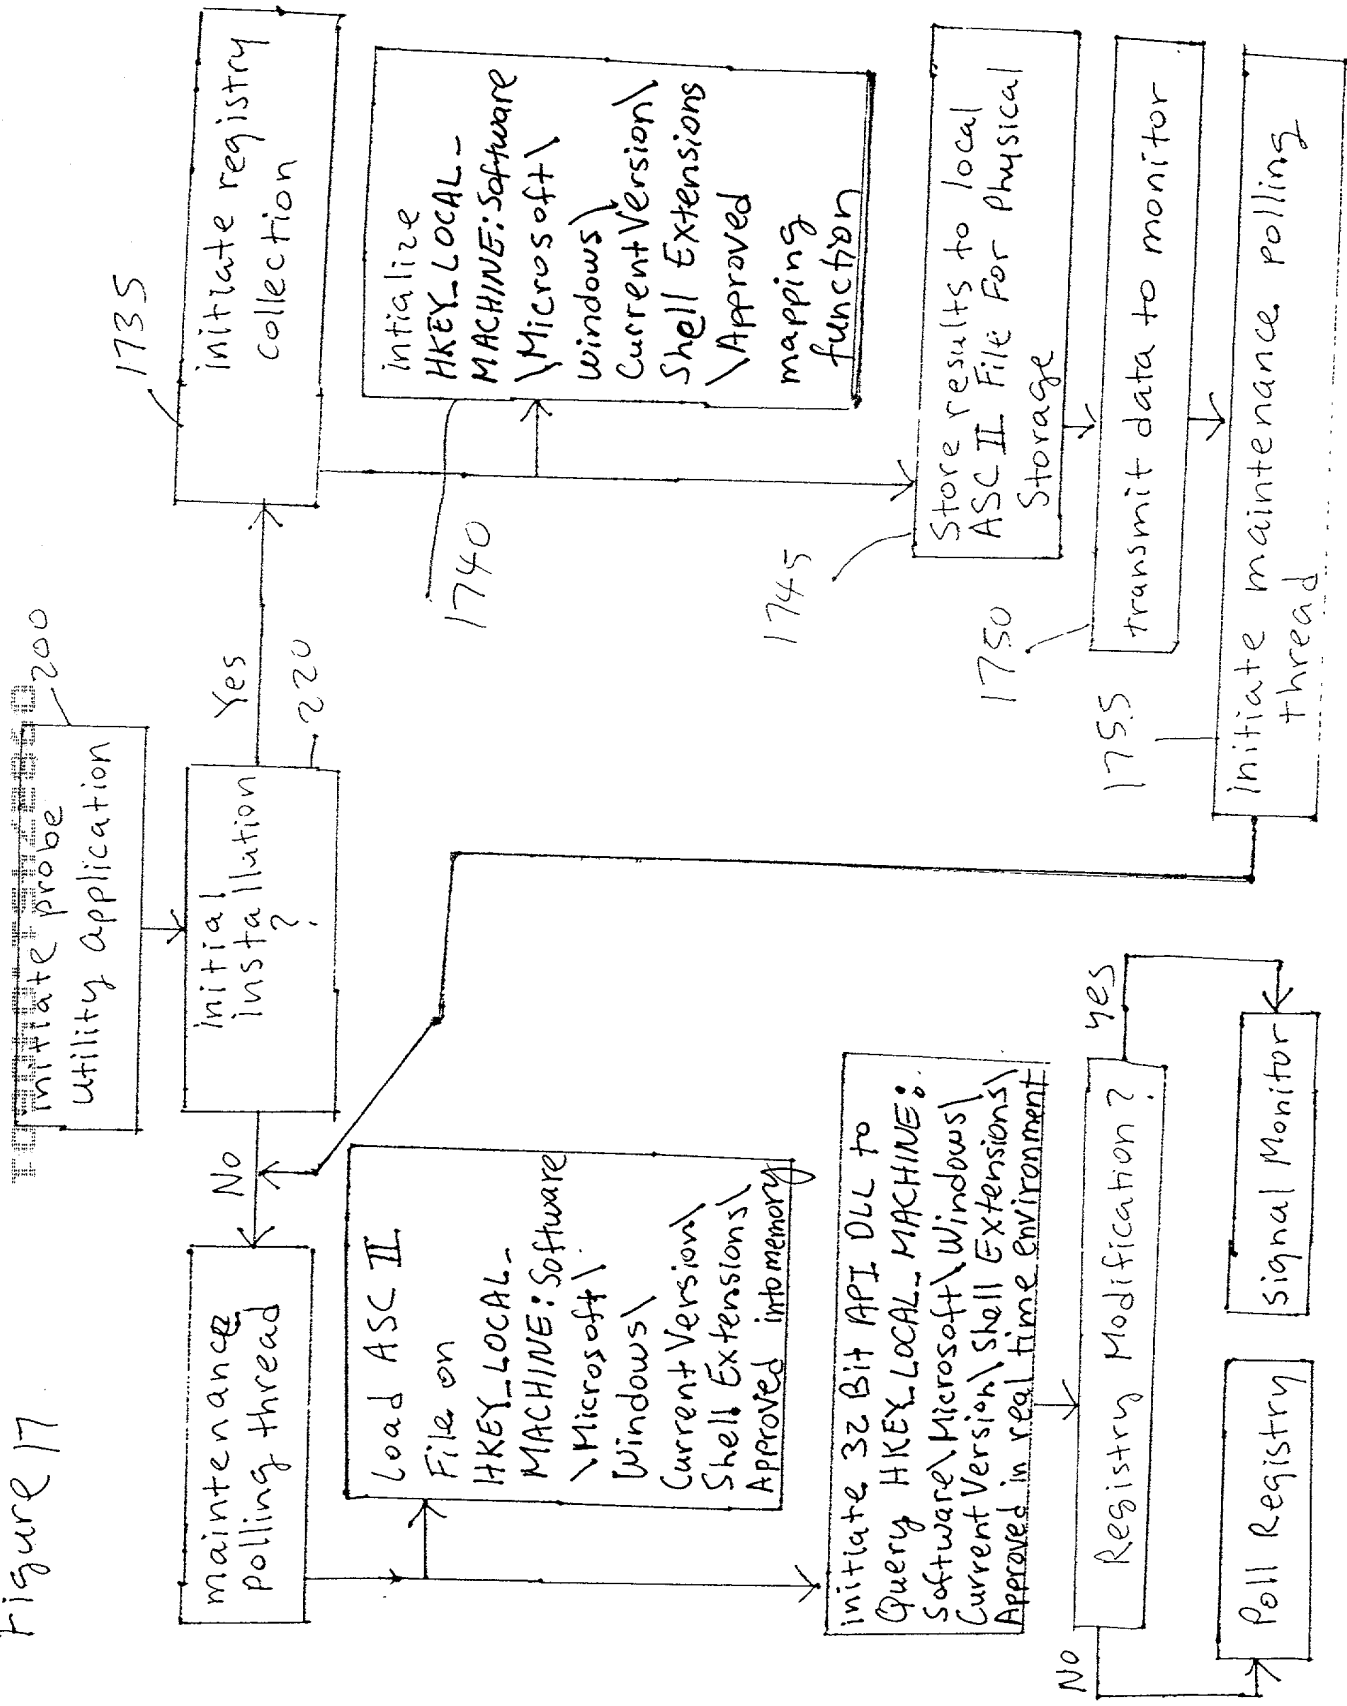 Figure 17
initiate probe
utility application
200
initial
installution
?
220
No
Yes
maintenance
polling thread
Load ASC II
File on
HKEY_LOCAL_
MACHINE:Software
\Microsoft\
Windows\
Current Version\
Shell Extensions\
Approved into memory
initiate 32 Bit API DLL to
Query HKEY_LOCAL_MACHINE:
Software\Microsoft\Windows\
Current Version\Shell Extensions\
Approved in real time environment
Registry Modification?
No
yes
Poll Registry
signal Monitor
1735
initiate registry
collection
intialize
HKEY_LOCAL_
MACHINE:Software
\Microsoft\
Windows\
Current Version\
Shell Extensions
\Approved
mapping
function
1740
1745
Store results to local
ASC II File For Physical
Storage
1750
transmit data to monitor
1755
initiate maintenance polling
thread